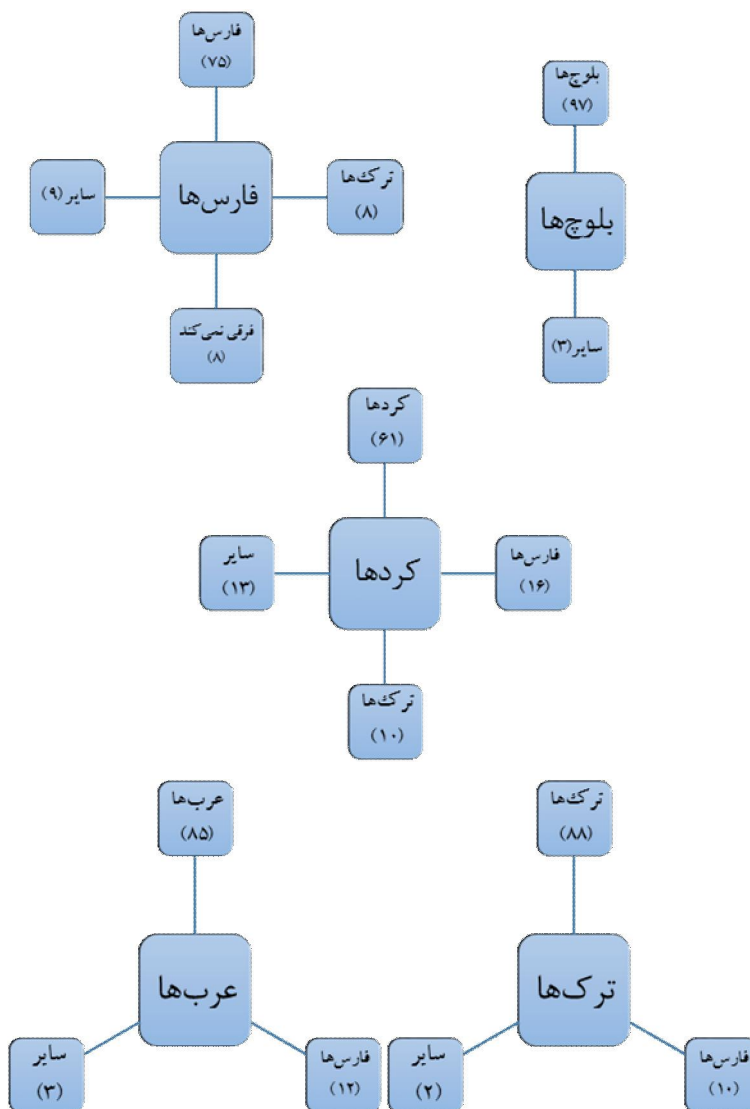 فارس‌ها
(۷۵)
فارس‌ها
ترک‌ها
(۸)
سایر (۹)
فرقی نمی‌کند
(۸)
بلوچ‌ها
(۹۷)
بلوچ‌ها
سایر (۳)
کردها
(۶۱)
کردها
فارس‌ها
(۱۶)
سایر
(۱۳)
ترک‌ها
(۱۰)
ترک‌ها
(۸۸)
ترک‌ها
فارس‌ها
(۱۰)
سایر
(۲)
عرب‌ها
(۸۵)
عرب‌ها
فارس‌ها
(۱۲)
سایر
(۳)